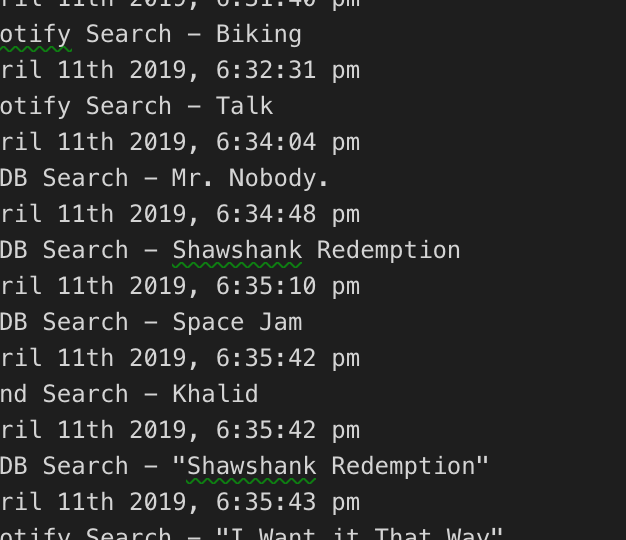 ril 11th 2019, 6:31:40 pm
otify Search – Biking
ril 11th 2019, 6:32:31 pm
otify Search – Talk
ril 11th 2019, 6:34:04 pm
DB Search – Mr. Nobody.
ril 11th 2019, 6:34:48 pm
DB Search – Shawshank Redemption
ril 11th 2019, 6:35:10 pm
DB Search – Space Jam
ril 11th 2019, 6:35:42 pm
nd Search – Khalid
ril 11th 2019, 6:35:42 pm
DB Search – "Shawshank Redemption"
ril 11th 2019, 6:35:43 pm
otify Search – "I Want it That Way"